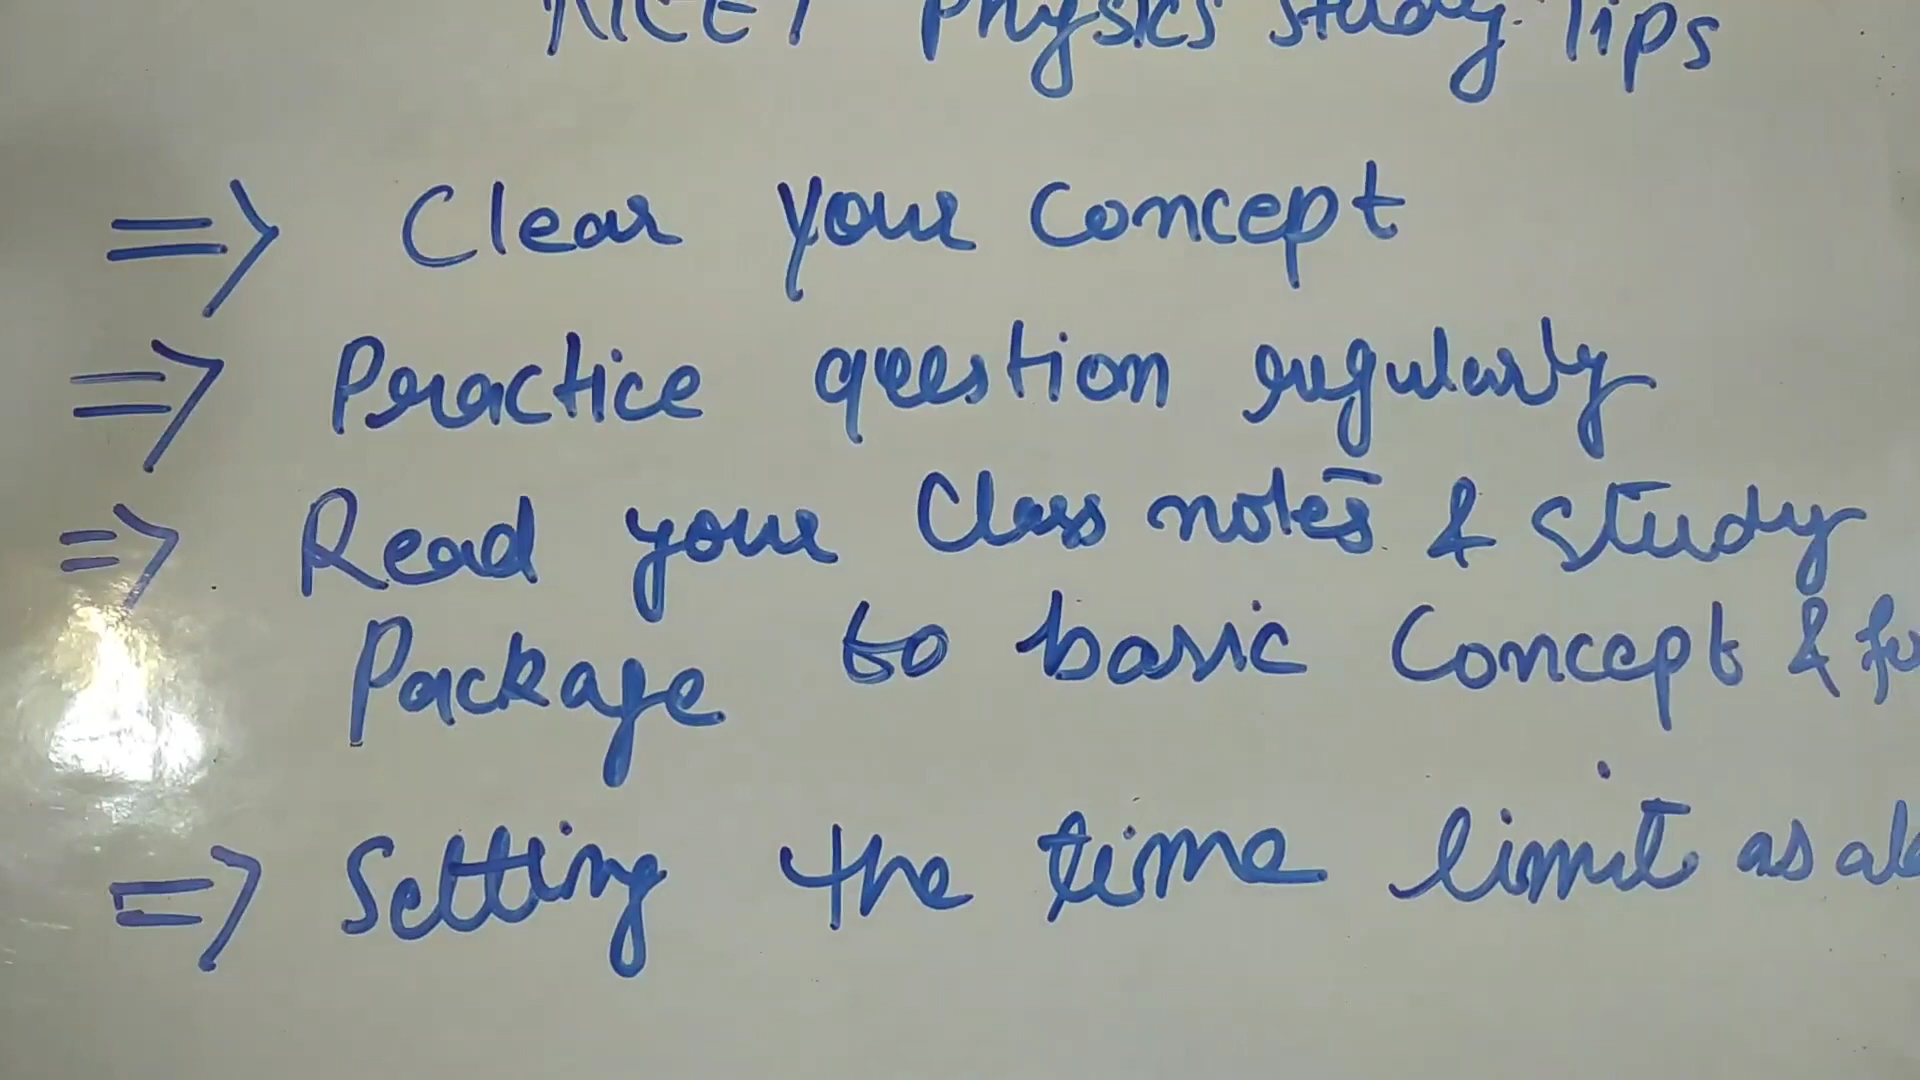 Physics Study Tips
=> Clear your concept
=> Practice question regularly
=> Read your Class notes & study
Package to basic Concept &
=> Setting the time limit as